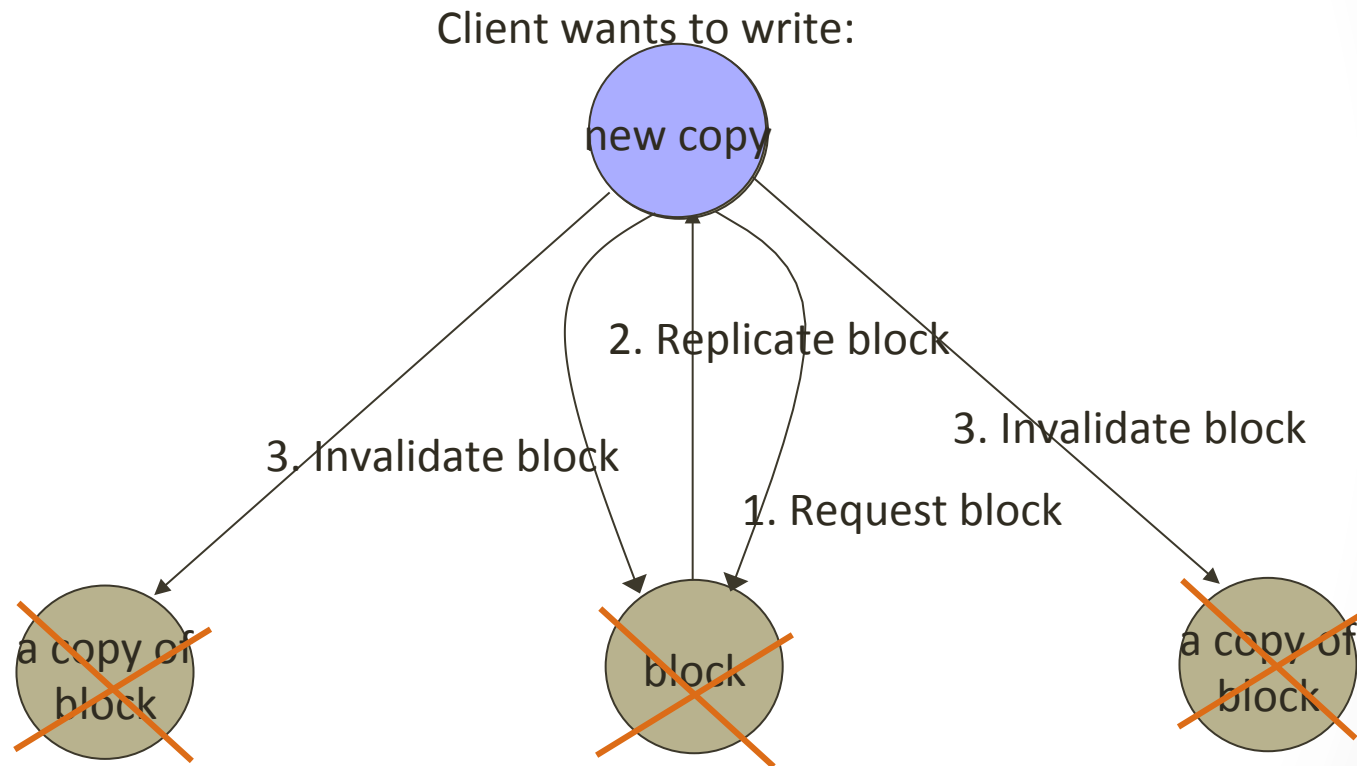 Client wants to write:
new copy
2. Replicate block
3. Invalidate block
3. Invalidate block
1. Request block
a copy of
block
block
a copy of
block